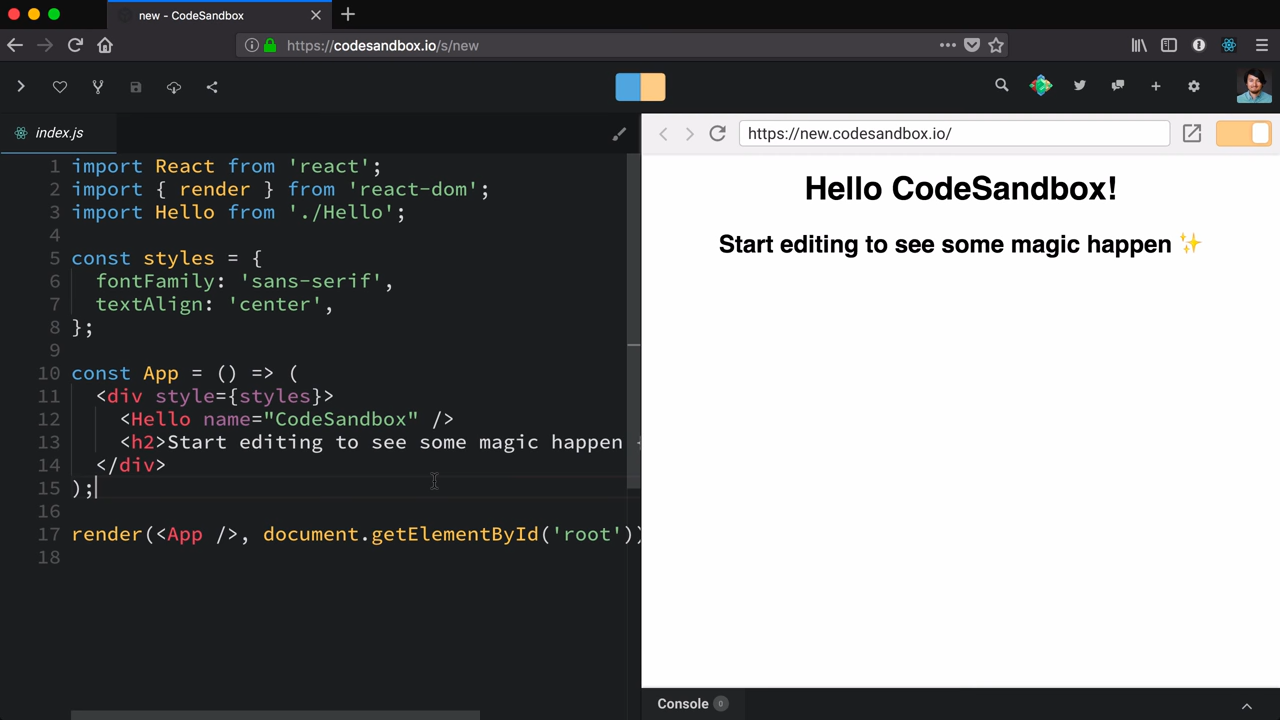 new - CodeSandbox
https://codesandbox.io/s/new
index.js
1 import React from 'react';
2 import { render } from 'react-dom';
3 import Hello from './Hello';
4
5 const styles = {
6 fontFamily: 'sans-serif',
7 textAlign: 'center',
8 };
9
10 const App = () => (
11 <div style={styles}>
12 <Hello name="CodeSandbox" />
13 <h2>Start editing to see some magic happen
14 </div>
15 );
16
17 render(<App />, document.getElementById('root'))
18
https://new.codesandbox.io/
Hello CodeSandbox!
Start editing to see some magic happen ✨
Console 0